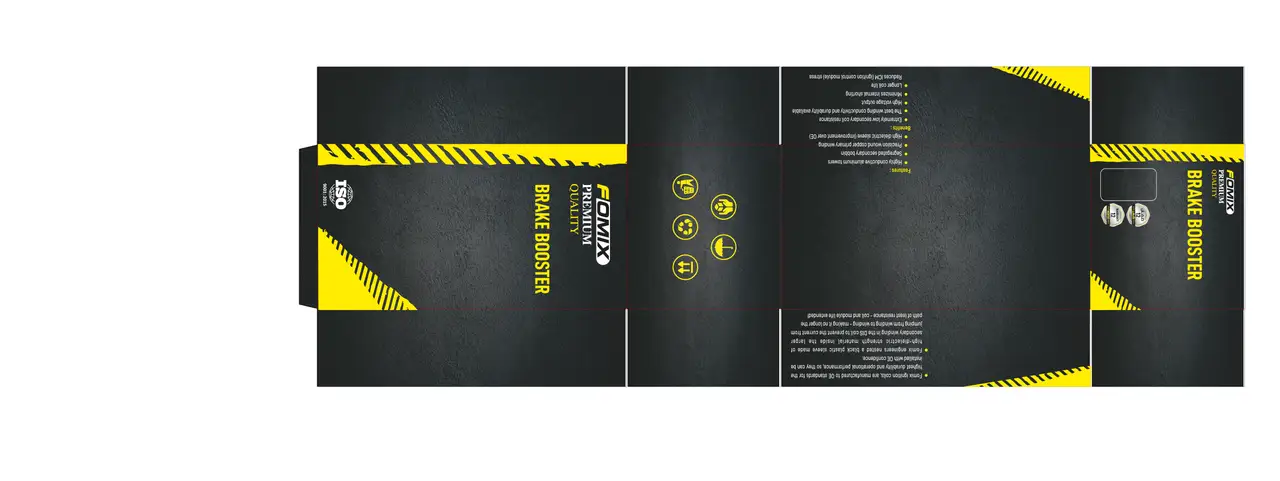 FOMIX
PREMIUM
QUALITY
BRAKE BOOSTER
ISO
9001 : 2015
Fomix ignition coils, are manufactured to OE standards for the
highest durability and operational performance, so they can be
installed with OE confidence.
Fomix engineers nested a black plastic sleeve made of
high-dielectric strength material inside the larger
secondary winding in the DIS coil to prevent the current from
jumping from winding to winding - making it no longer the
path of least resistance - coil and module life extended!
Features :
Highly conductive aluminum towers
Segregated secondary bobbin
Precision wound copper primary winding
High dielectric sleeve (improvement over OE)
Benefits :
Extremely low secondary coil resistance
The best winding conductivity and durability available
High voltage output
Minimizes internal shorting
Longer coil life
Reduces ICM (ignition control module) stress
FOMIX
PREMIUM
QUALITY
BRAKE BOOSTER
12
12